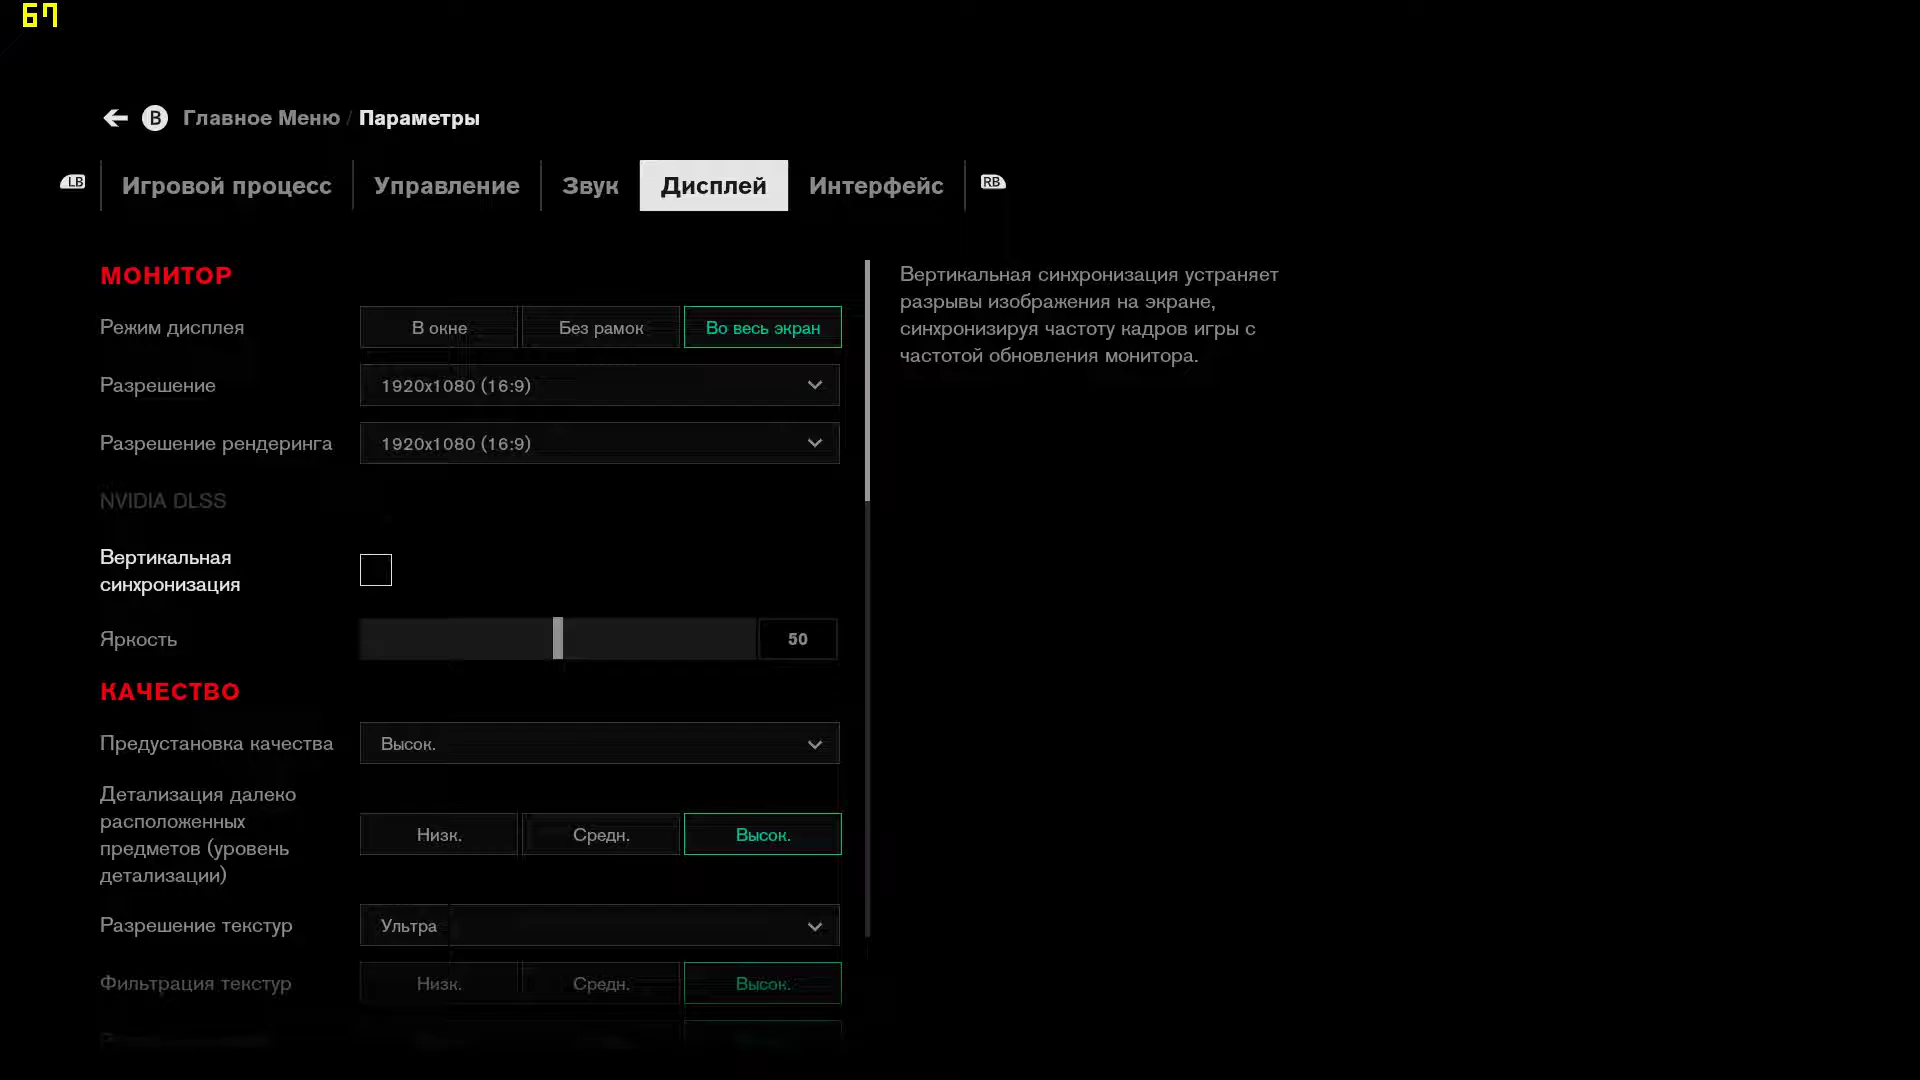 67
B Главное Меню / Параметры
LB Игровой процесс Управление Звук Дисплей Интерфейс RB
МОНИТОР
Режим дисплея В окне Без рамок Во весь экран
Разрешение 1920x1080 (16:9)
Разрешение рендеринга 1920x1080 (16:9)
NVIDIA DLSS
Вертикальная
синхронизация
Яркость 50
КАЧЕСТВО
Предустановка качества Высок.
Детализация далеко
расположенных
предметов (уровень
детализации)
Низк. Средн. Высок.
Разрешение текстур Ультра
Фильтрация текстур Низк. Средн. Высок.
Вертикальная синхронизация устраняет
разрывы изображения на экране,
синхронизируя частоту кадров игры с
частотой обновления монитора.